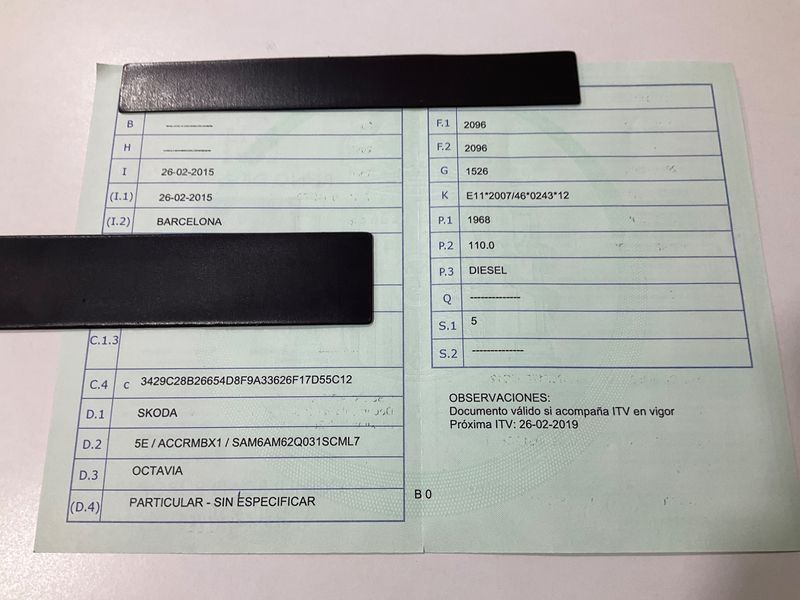 B
H
I 26-02-2015
(I.1) 26-02-2015
(I.2) BARCELONA
C.1.3
C.4 c 3429C28B26654D8F9A33626F17D55C12
D.1 SKODA
D.2 5E / ACCRMBX1 / SAM6AM62Q031SCML7
D.3 OCTAVIA
(D.4) PARTICULAR - SIN ESPECIFICAR
F.1 2096
F.2 2096
G 1526
K E11*2007/46*0243*12
P.1 1968
P.2 110.0
P.3 DIESEL
Q --------------
S.1 5
S.2 --------------
OBSERVACIONES:
Documento válido si acompaña ITV en vigor
Próxima ITV: 26-02-2019
B 0